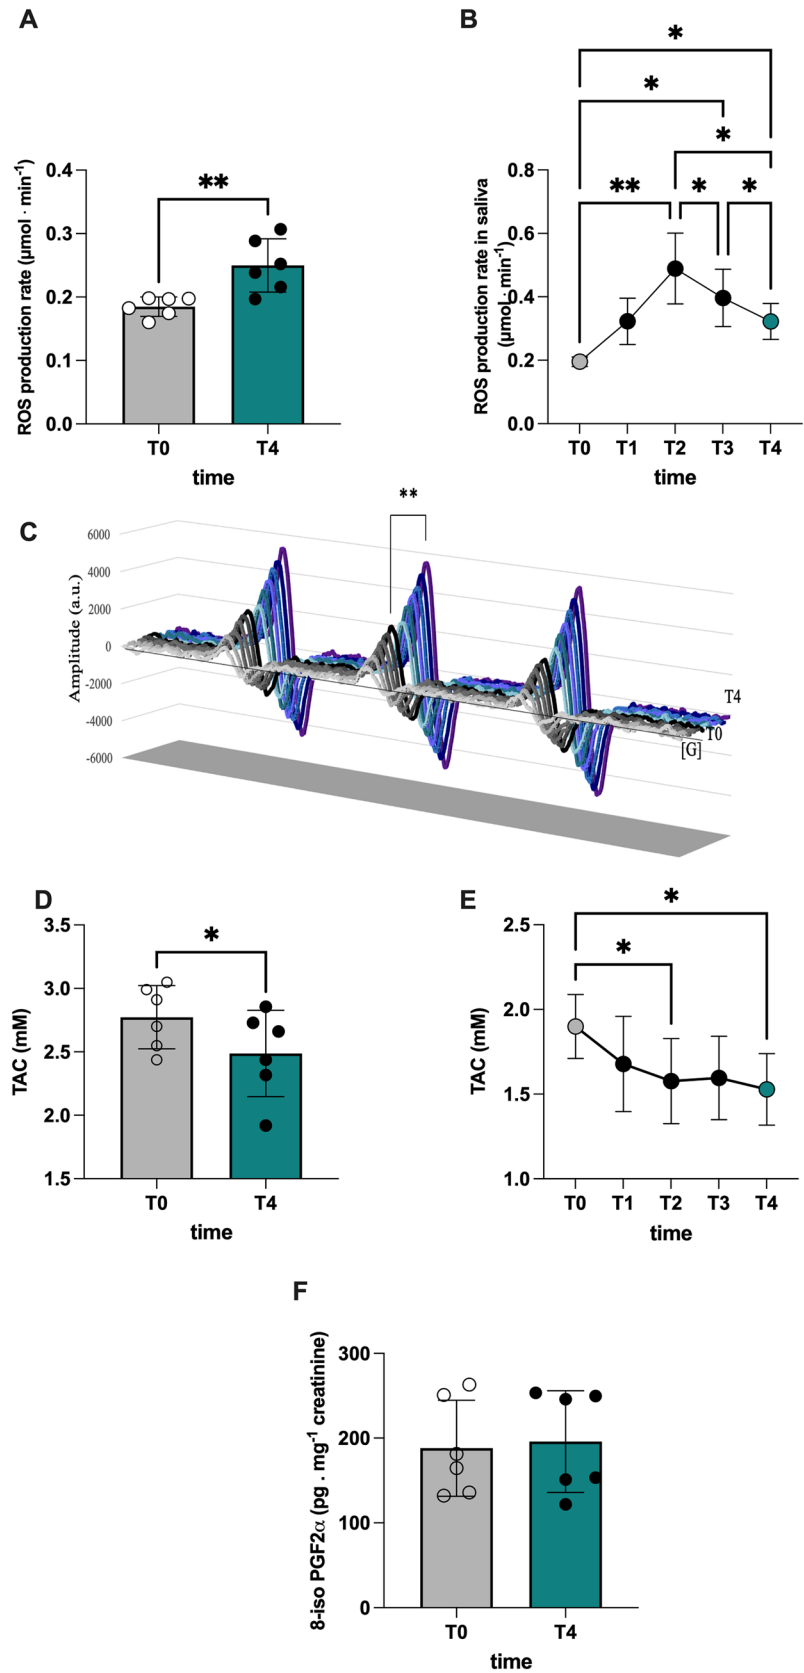 A
ROS production rate (μmol · min⁻¹)
0.4
0.3
0.2
0.1
0.0
**
T0 T4
time
B
ROS production rate in saliva
(μmol · min⁻¹)
0.8
0.6
0.4
0.2
0.0
*
*
*
** * *
T0 T1 T2 T3 T4
time
C
Amplitude (a.u.)
6000
4000
2000
0
-2000
-4000
-6000
**
T4
T0
[G]
D
TAC (mM)
3.5
3.0
2.5
2.0
1.5
*
T0 T4
time
E
TAC (mM)
2.5
2.0
1.5
1.0
*
*
T0 T1 T2 T3 T4
time
F
8-iso PGF2α (pg . mg⁻¹ creatinine)
300
200
100
0
T0 T4
time